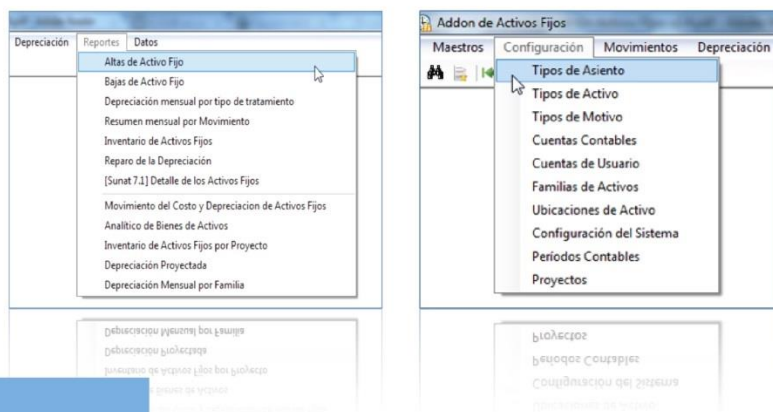 Depreciación Reportes Datos
Altas de Activo Fijo
Bajas de Activo Fijo
Depreciación mensual por tipo de tratamiento
Resumen mensual por Movimiento
Inventario de Activos Fijos
Reparo de la Depreciación
[Sunat 7.1] Detalle de los Activos Fijos
Movimiento del Costo y Depreciacion de Activos Fijos
Analítico de Bienes de Activos
Inventario de Activos Fijos por Proyecto
Depreciación Proyectada
Depreciación Mensual por Familia
Addon de Activos Fijos
Maestros Configuración Movimientos Depreciación
Tipos de Asiento
Tipos de Activo
Tipos de Motivo
Cuentas Contables
Cuentas de Usuario
Familias de Activos
Ubicaciones de Activo
Configuración del Sistema
Períodos Contables
Proyectos